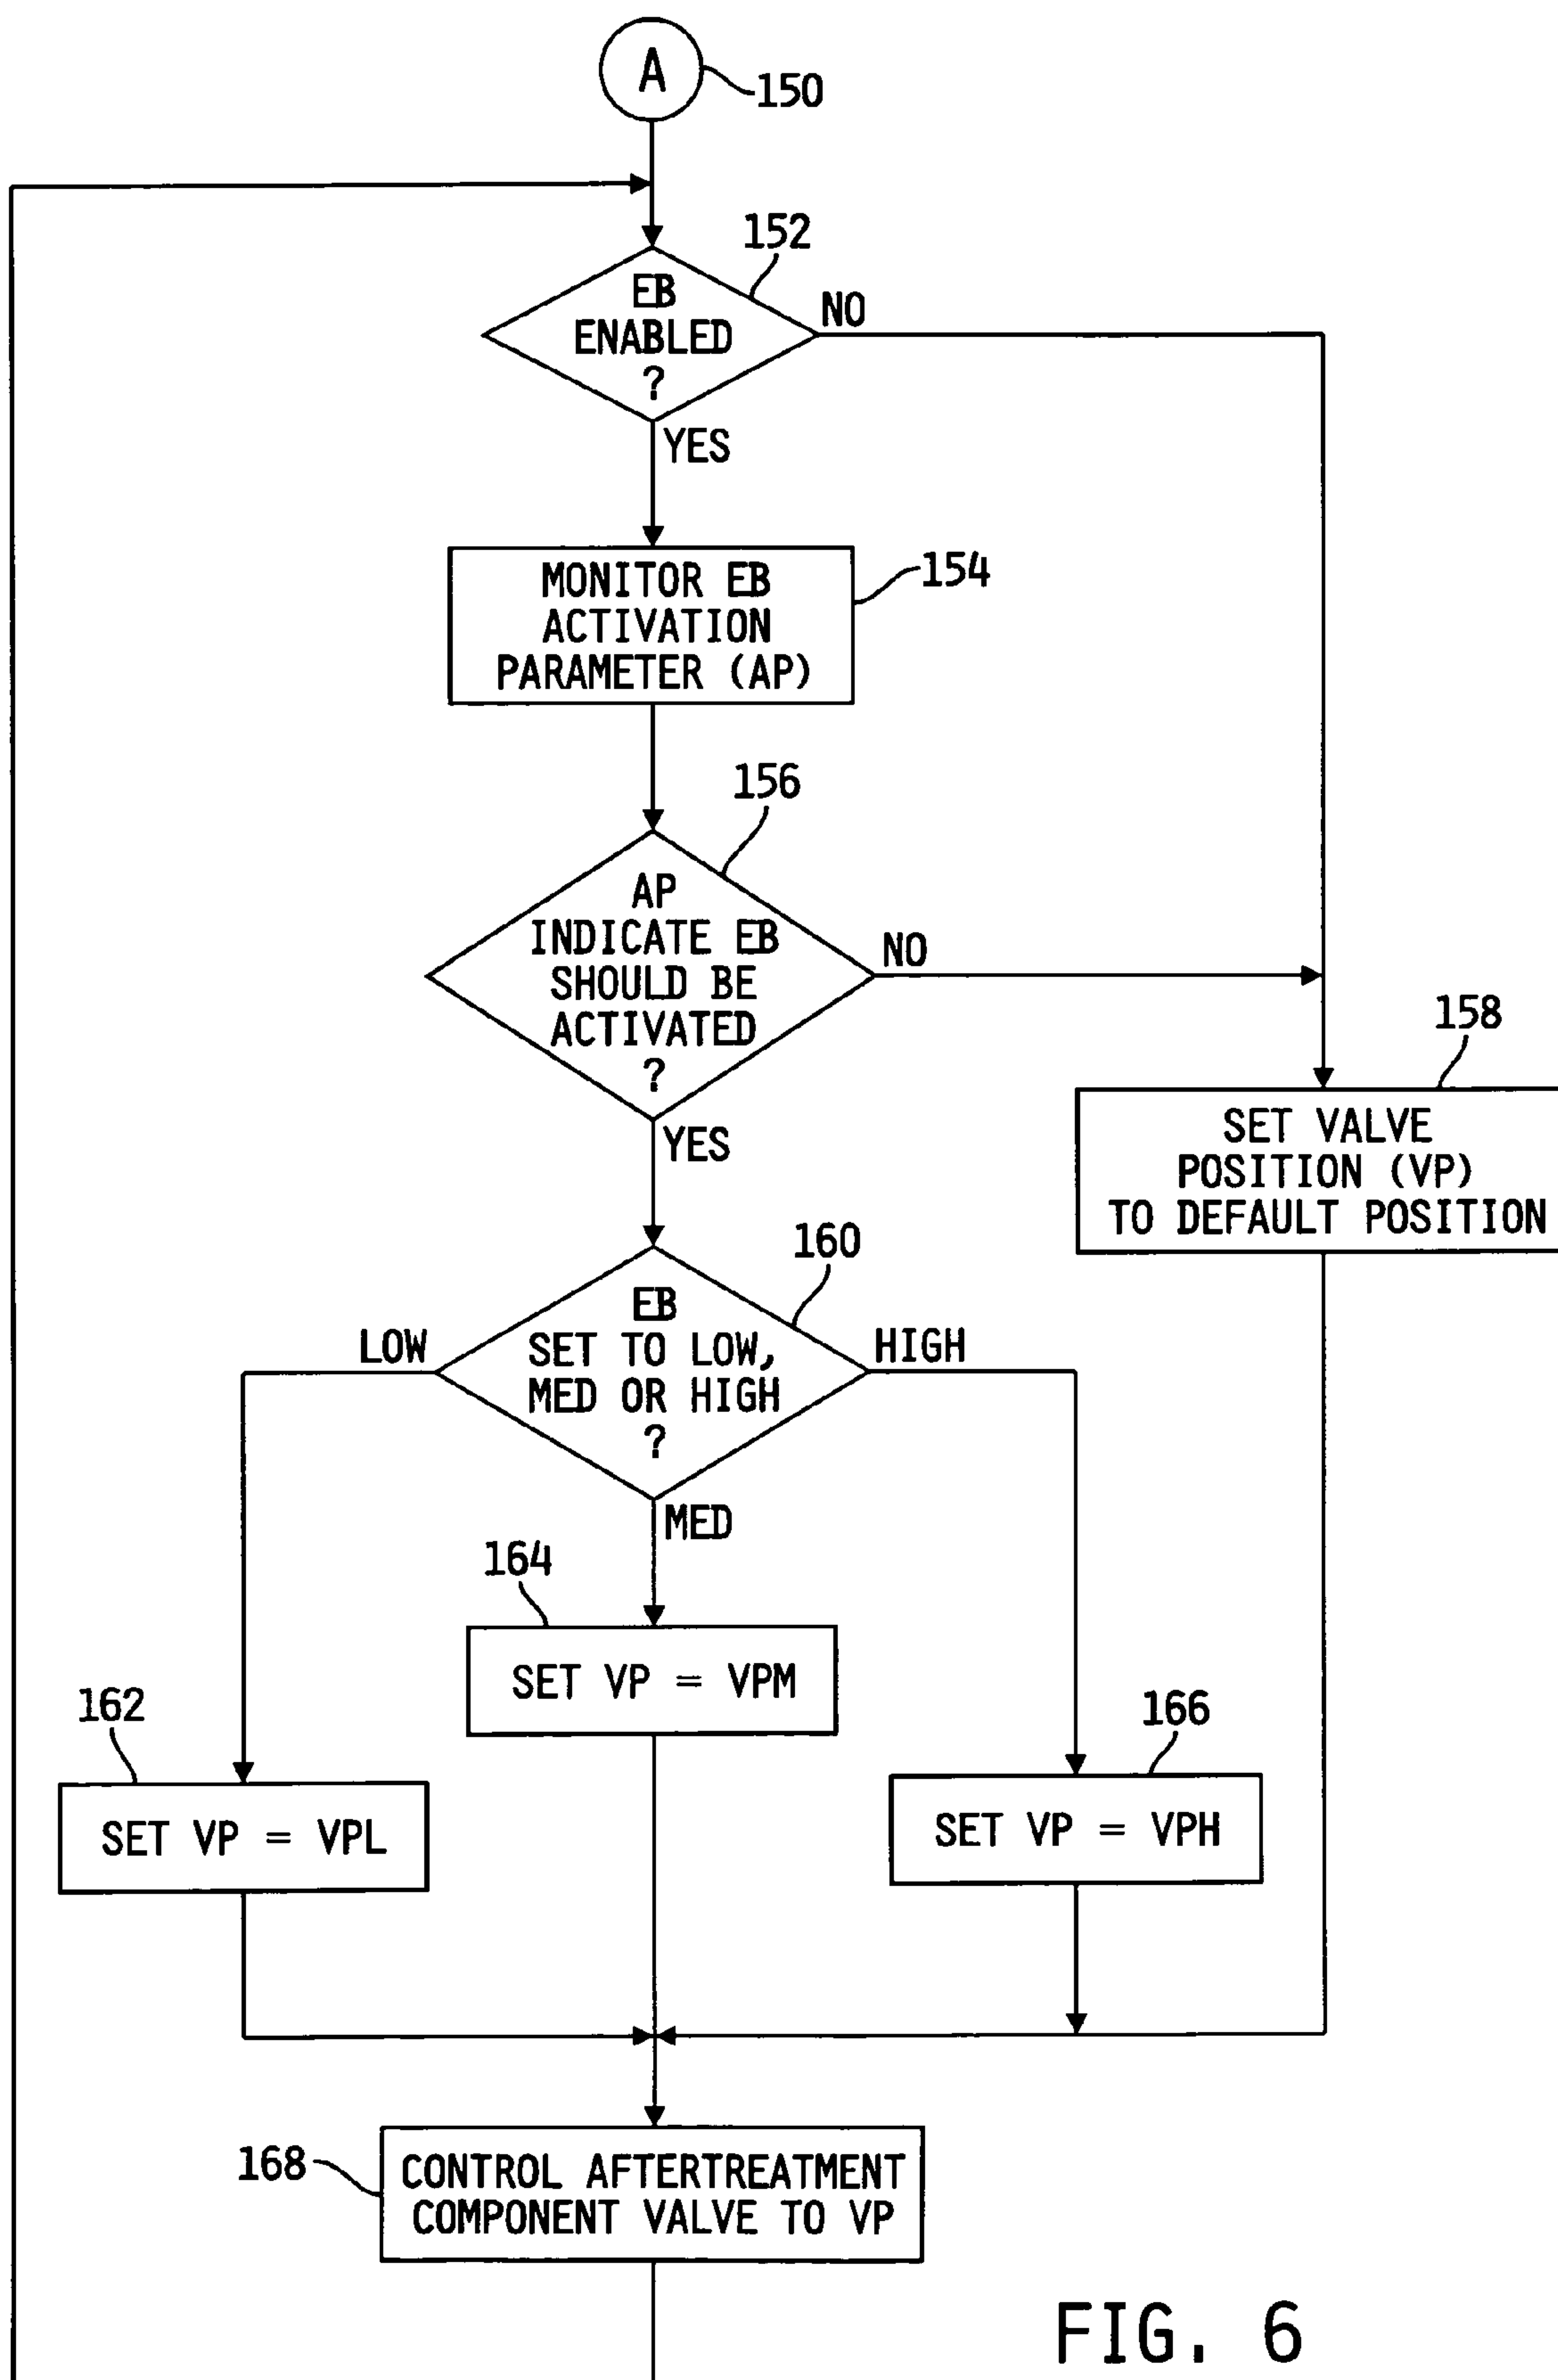 A
150
152
EB
ENABLED
?
NO
YES
MONITOR EB
ACTIVATION
PARAMETER (AP)
154
156
AP
INDICATE EB
SHOULD BE
ACTIVATED
?
NO
YES
158
SET VALVE
POSITION (VP)
TO DEFAULT POSITION
160
EB
SET TO LOW,
MED OR HIGH
?
LOW
HIGH
MED
164
SET VP = VPM
162
SET VP = VPL
166
SET VP = VPH
168
CONTROL AFTERTREATMENT
COMPONENT VALVE TO VP
FIG. 6